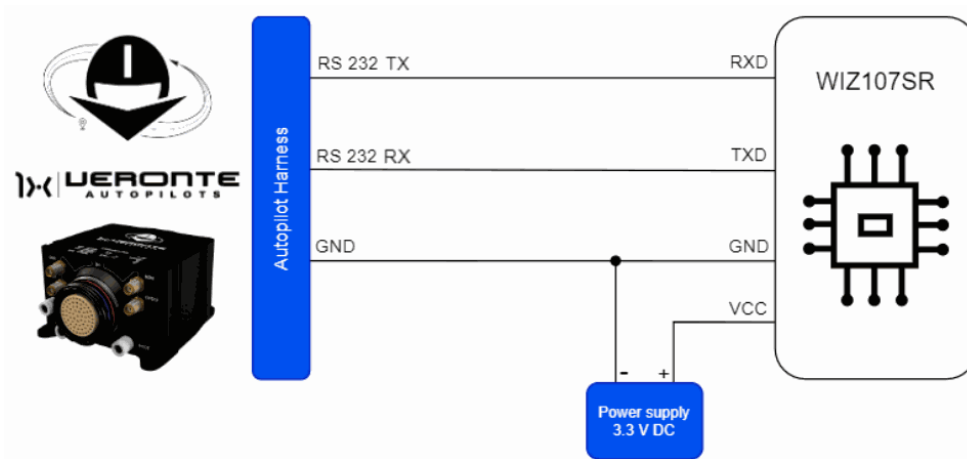 VERONTE
AUTOPILOTS
Autopilot Harness
RS 232 TX
RXD
RS 232 RX
TXD
GND
GND
VCC
WIZ107SR
- +
Power supply
3.3 V DC